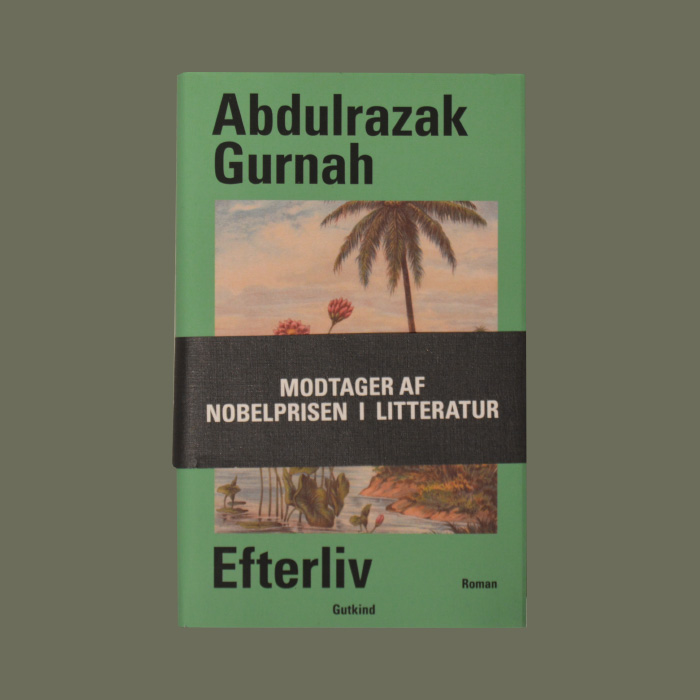 Abdulrazak
Gurnah
MODTAGER AF
NOBELPRISEN I LITTERATUR
Efterliv
Roman
Gutkind